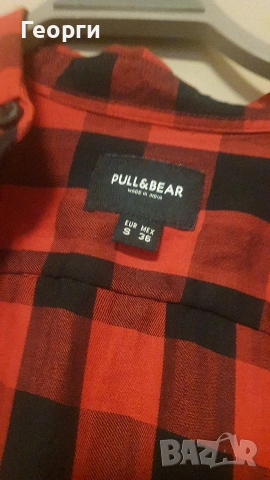 Георги
PULL&BEAR
MADE IN INDIA
EUR MEX
S 36
BAZAR